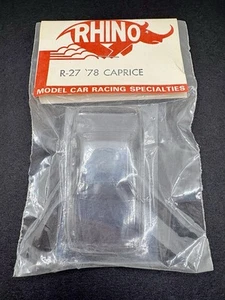 RHINO
R-27 '78 CAPRICE
MODEL CAR RACING SPECIALTIES